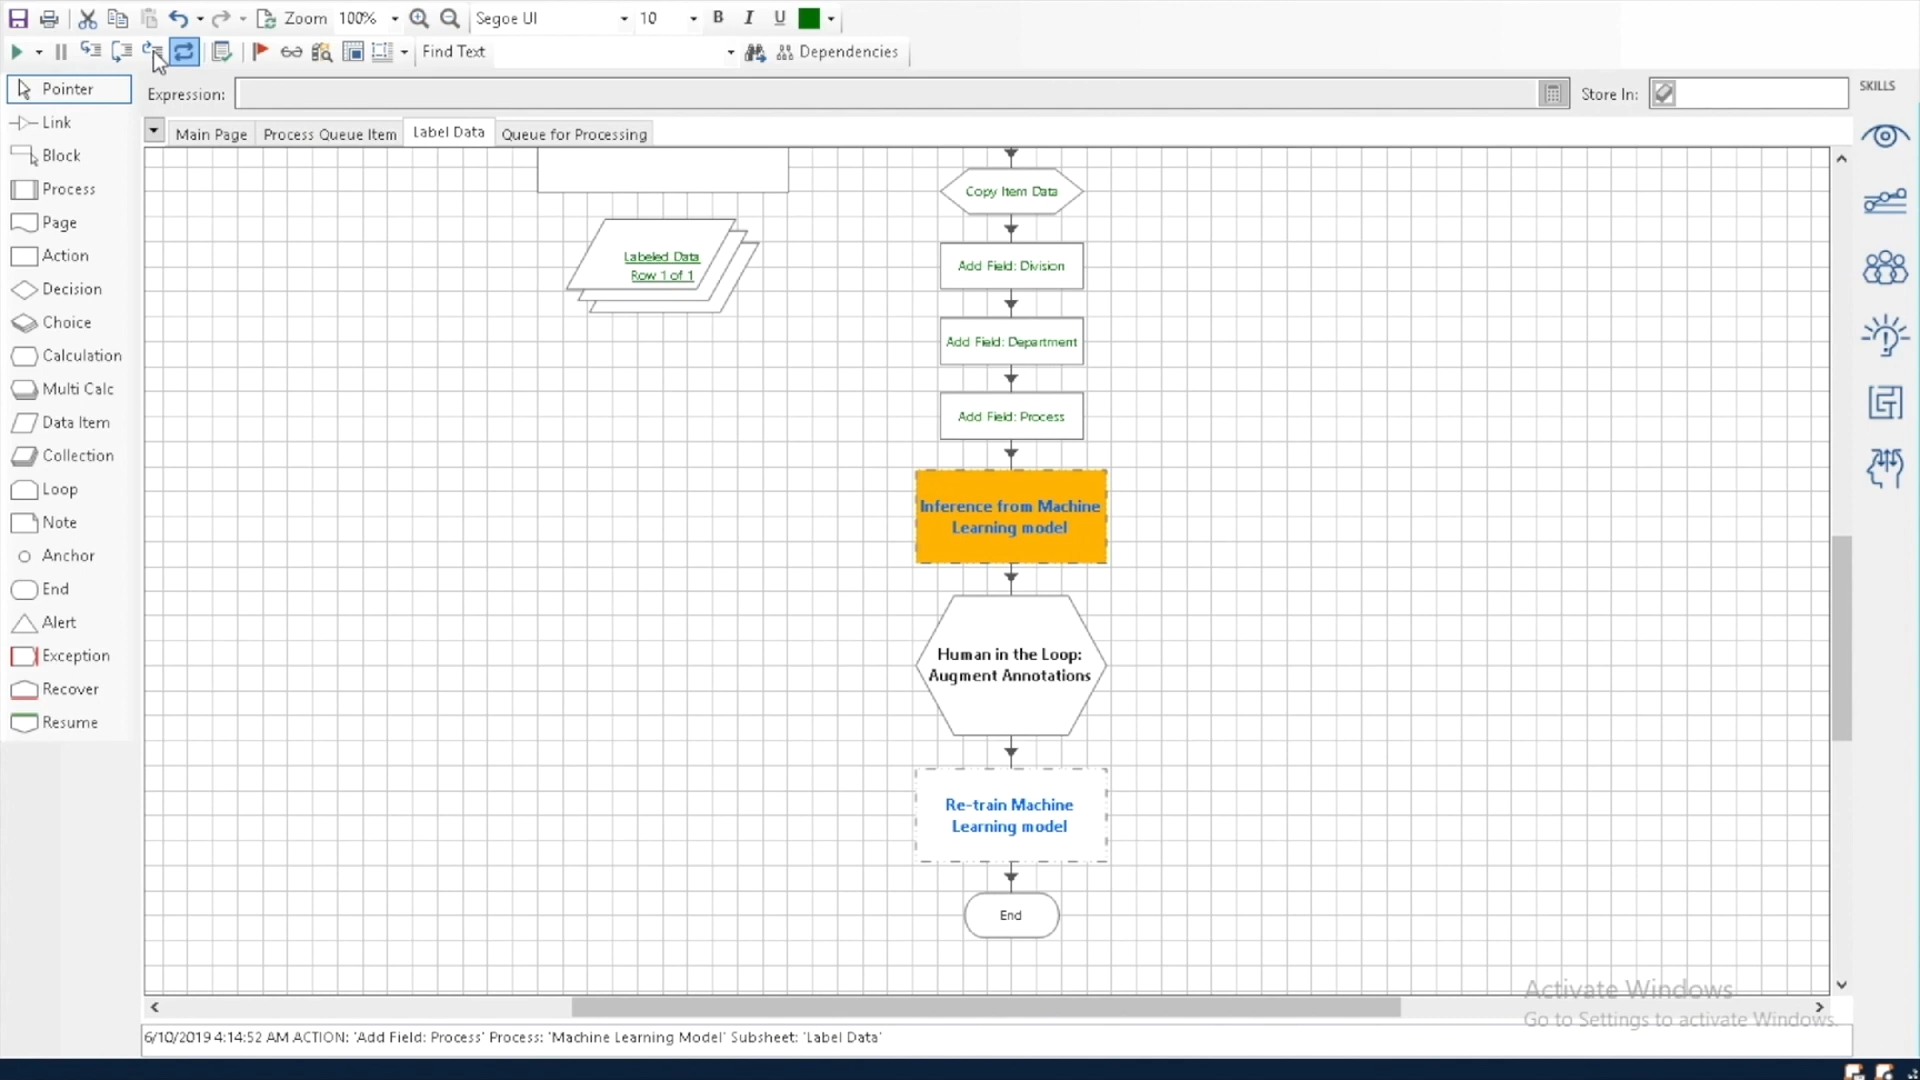 Zoom 100% Segoe UI 10 B I U
Find Text Dependencies
Pointer
Expression: Store In: SKILLS
Main Page Process Queue Item Label Data Queue for Processing
Link
Block
Process
Page
Action
Decision
Choice
Calculation
Multi Calc
Data Item
Collection
Loop
Note
Anchor
End
Alert
Exception
Recover
Resume
Labeled Data
Row 1 of 1
Copy Item Data
Add Field: Division
Add Field: Department
Add Field: Process
Inference from Machine
Learning model
Human in the Loop:
Augment Annotations
Re-train Machine
Learning model
End
Activate Windows
Go to Settings to activate Windows.
6/10/2019 4:14:52 AM ACTION: 'Add Field: Process' Process: 'Machine Learning Model' Subsheet: 'Label Data'